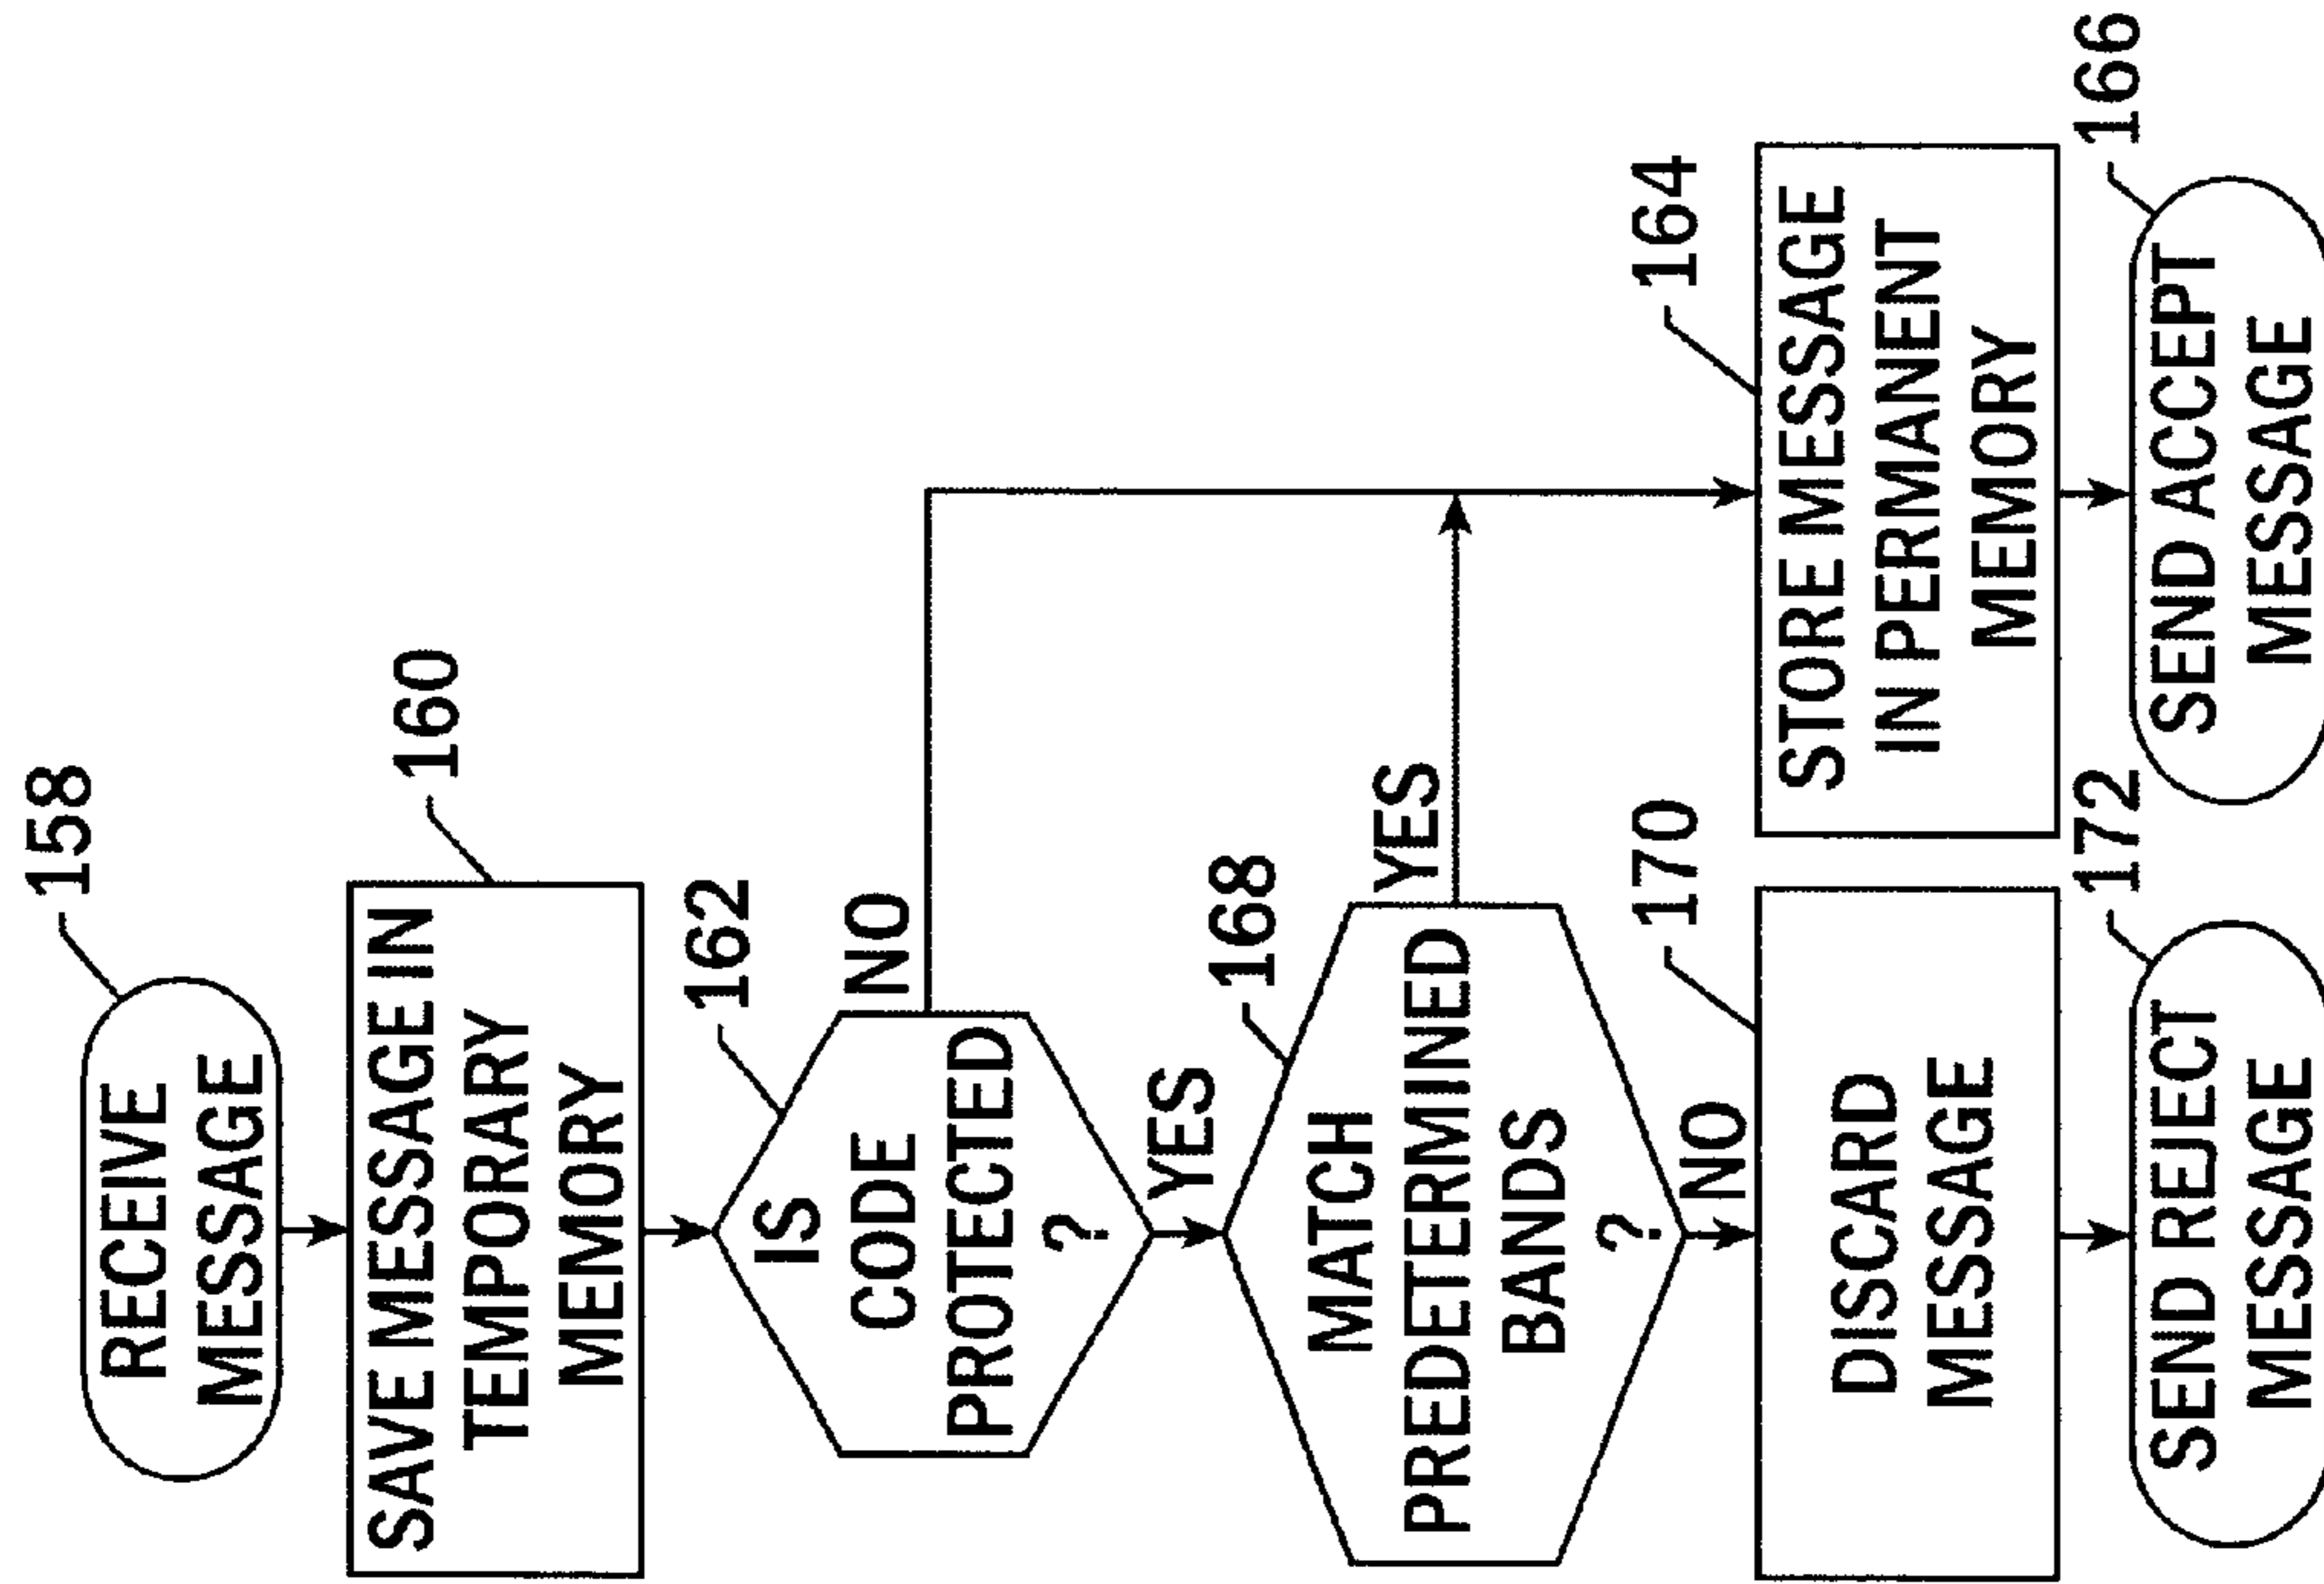 158
RECEIVE
MESSAGE
160
SAVE MESSAGE IN
TEMPORARY
MEMORY
162
IS
CODE
PROTECTED
?
NO
YES
168
MATCH
PREDETERMINED
BANDS
?
YES
NO
170
DISCARD
MESSAGE
172
SEND REJECT
MESSAGE
164
STORE MESSAGE
IN PERMANENT
MEMORY
166
SEND ACCEPT
MESSAGE